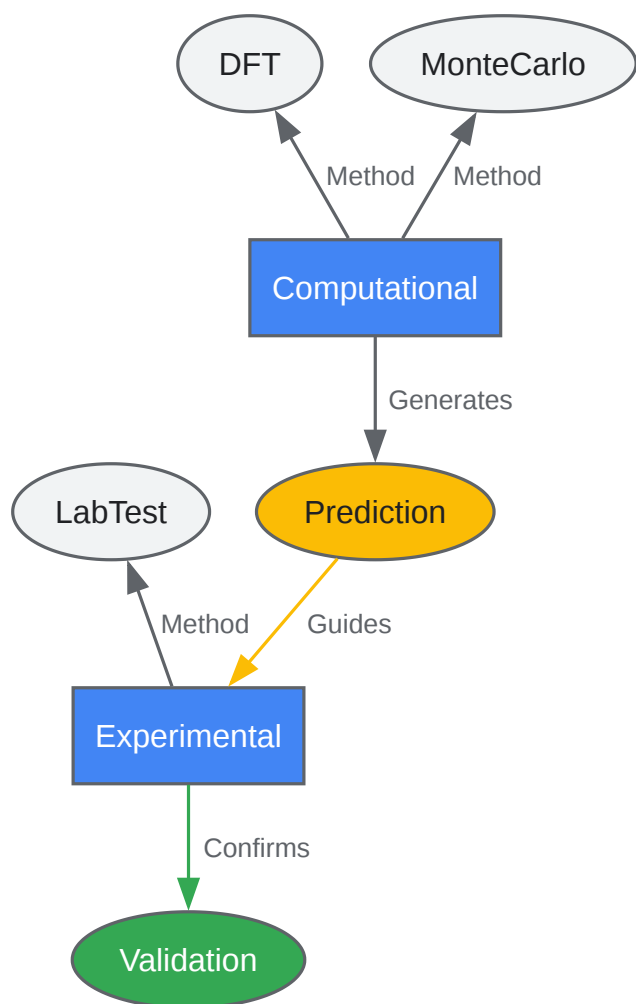 DFT
MonteCarlo
Method
Method
Computational
Generates
LabTest
Prediction
Method
Guides
Experimental
Confirms
Validation